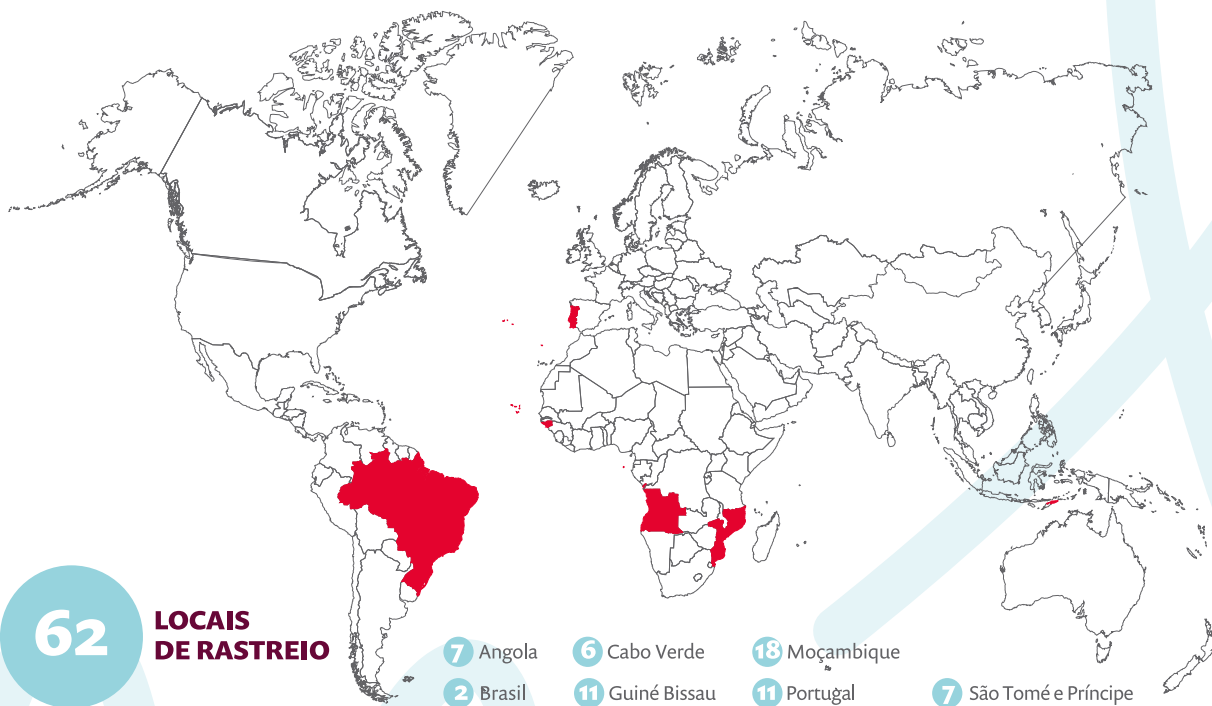 62
LOCAIS
DE RASTREIO
7 Angola
6 Cabo Verde
18 Moçambique
2 Brasil
11 Guiné Bissau
11 Portugal
7 São Tomé e Príncipe